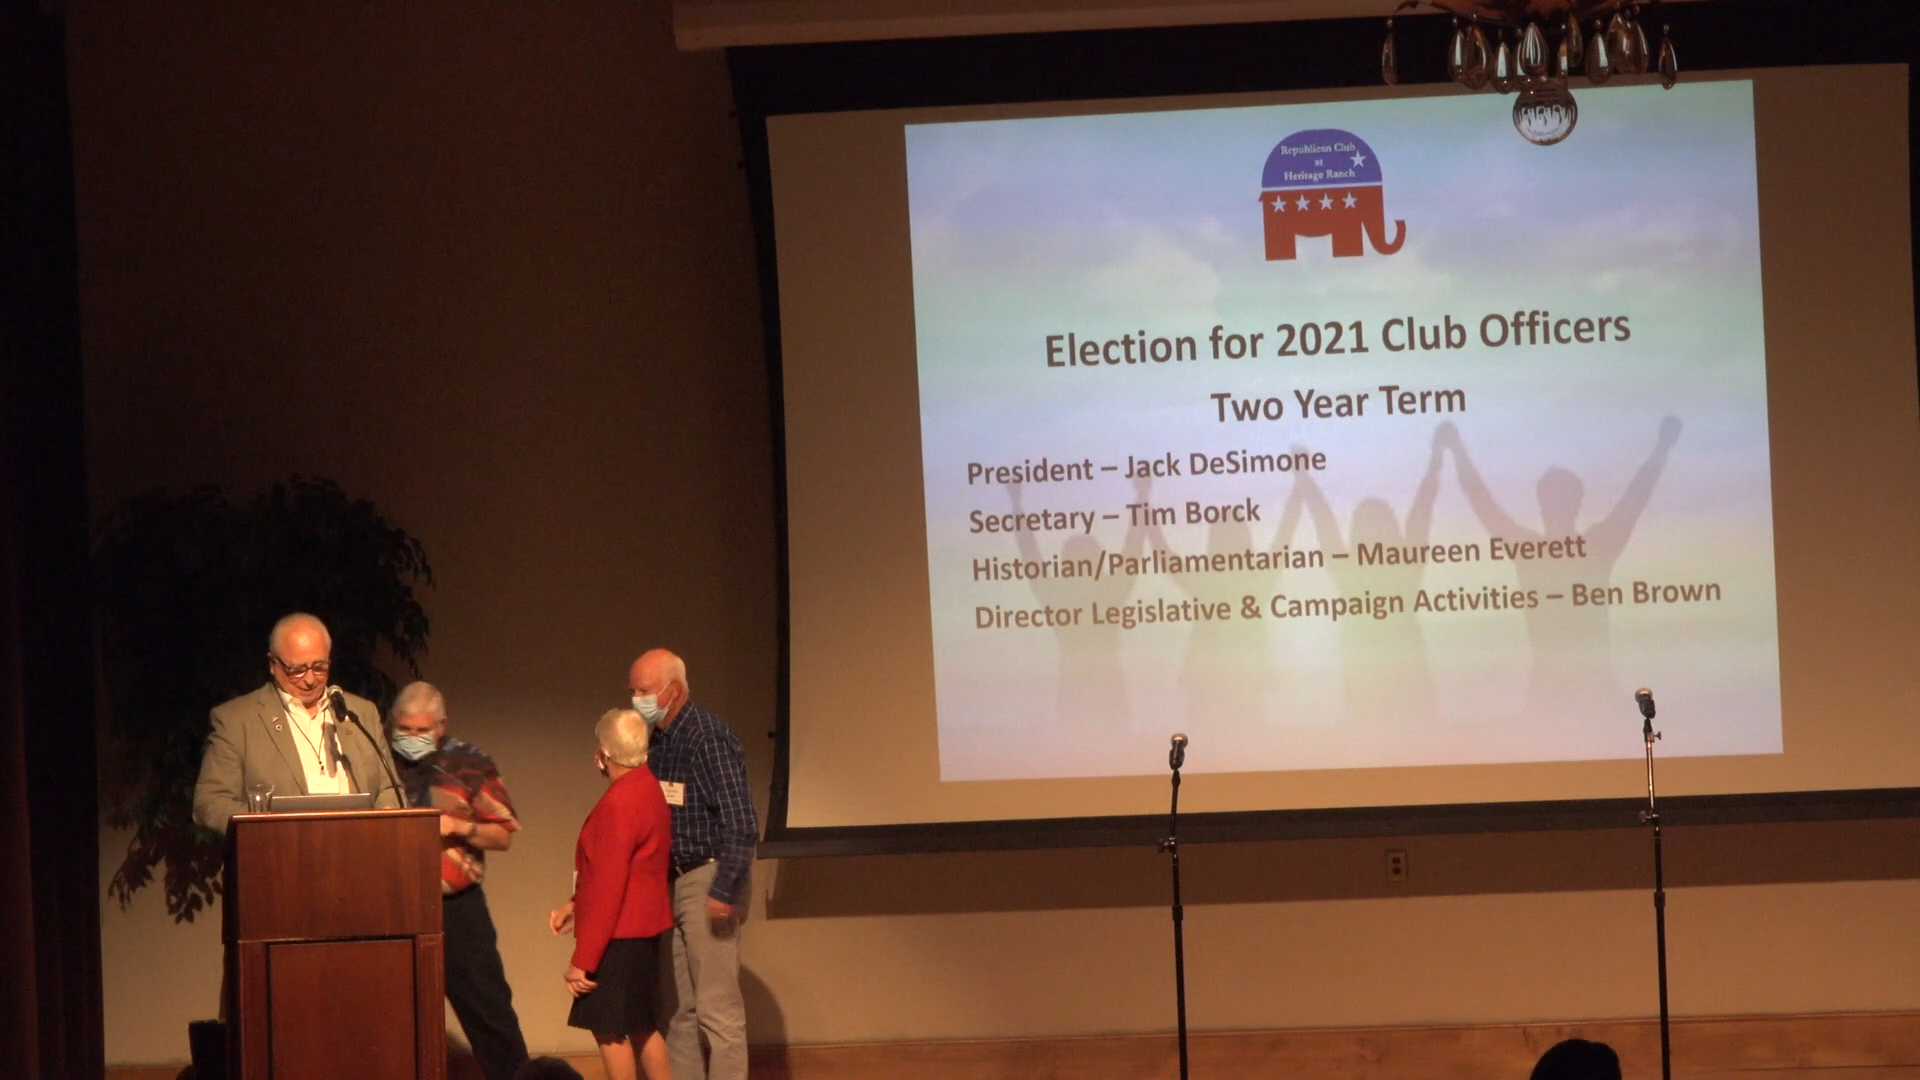 Republican Club
at
Heritage Ranch
Election for 2021 Club Officers
Two Year Term
President – Jack DeSimone
Secretary – Tim Borck
Historian/Parliamentarian – Maureen Everett
Director Legislative & Campaign Activities – Ben Brown